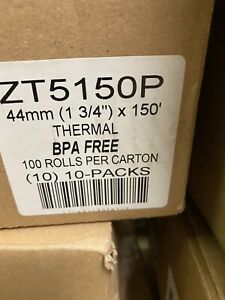 ZT5150P
44mm (1 3/4") x 150'
THERMAL
BPA FREE
100 ROLLS PER CARTON
(10) 10-PACKS